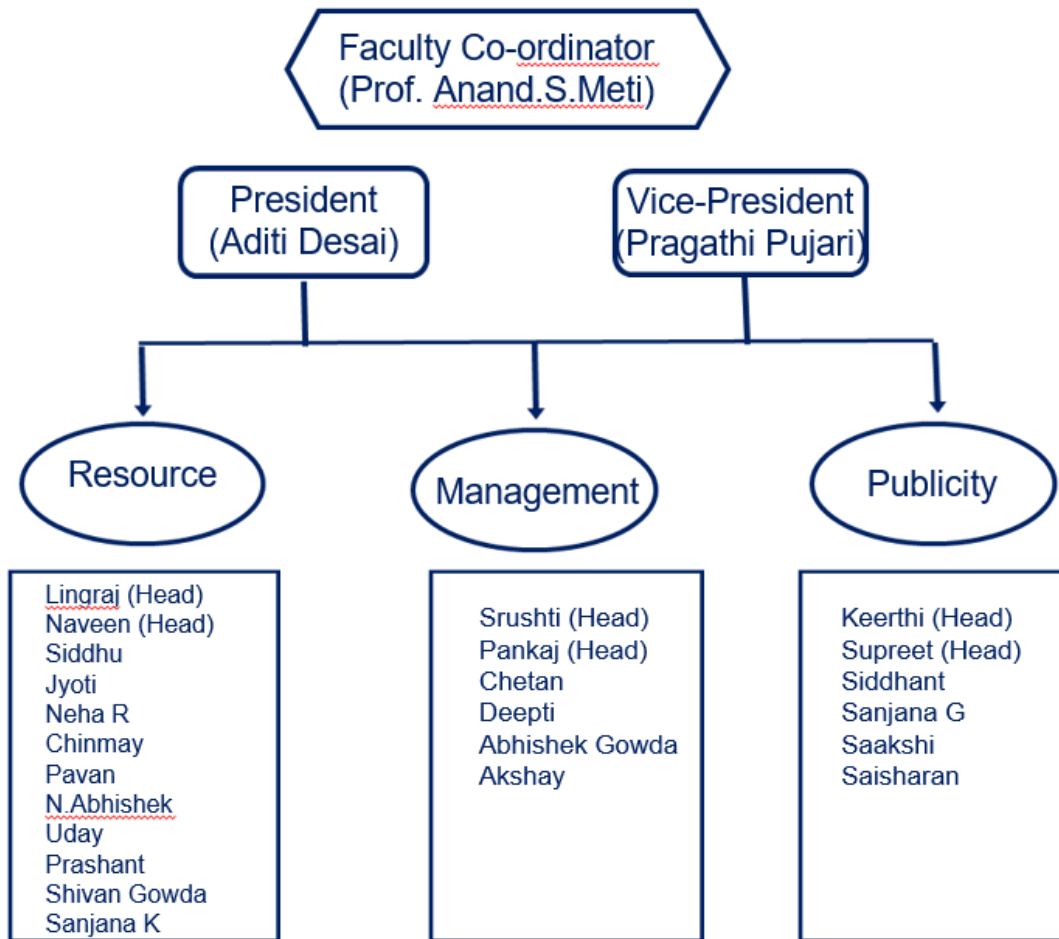 Faculty Co-ordinator
(Prof. Anand.S.Meti)
President
(Aditi Desai)
Vice-President
(Pragathi Pujari)
Resource
Management
Publicity
Lingraj (Head)
Naveen (Head)
Siddhu
Jyoti
Neha R
Chinmay
Pavan
N.Abhishek
Uday
Prashant
Shivan Gowda
Sanjana K
Srushti (Head)
Pankaj (Head)
Chetan
Deepti
Abhishek Gowda
Akshay
Keerthi (Head)
Supreet (Head)
Siddhant
Sanjana G
Saakshi
Saisharan